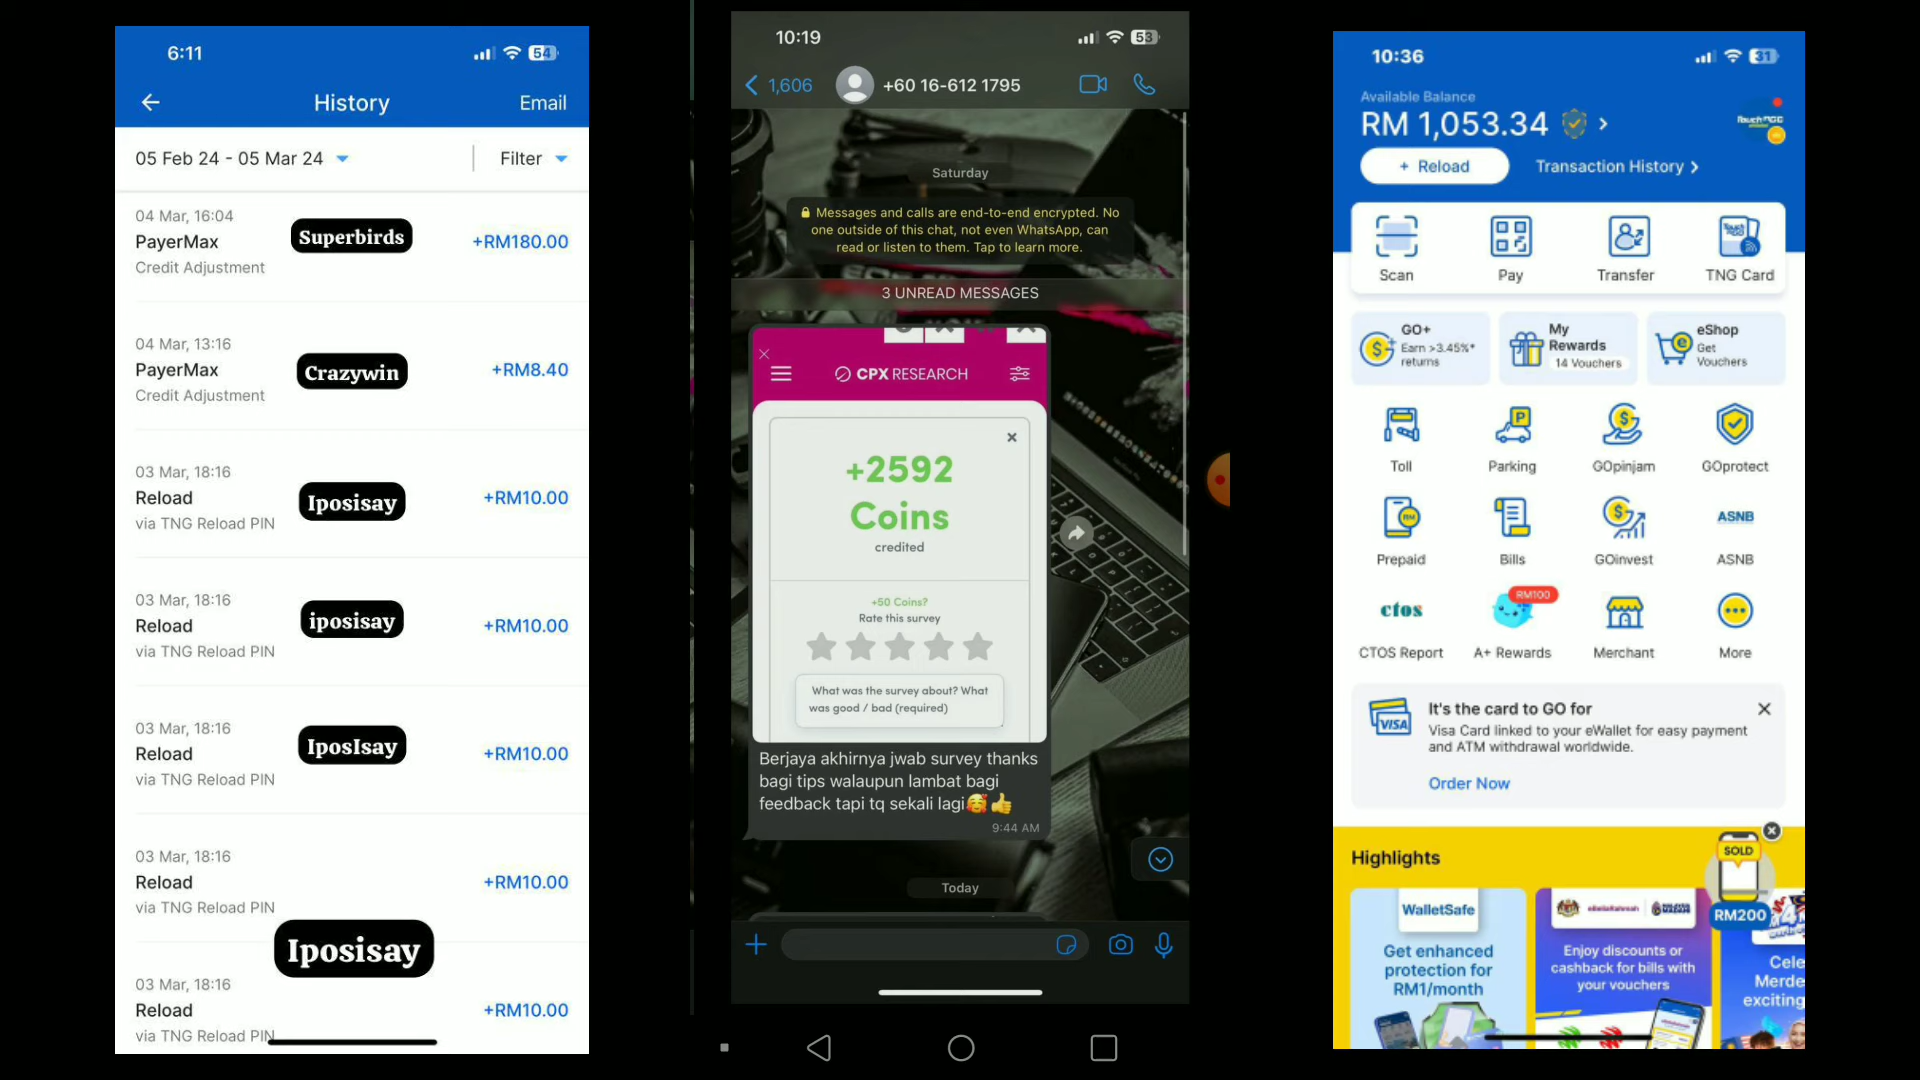 6:11
54
History
Email
05 Feb 24 - 05 Mar 24
Filter
04 Mar, 16:04
PayerMax
Credit Adjustment
Superbirds
+RM180.00
04 Mar, 13:16
PayerMax
Credit Adjustment
Crazywin
+RM8.40
03 Mar, 18:16
Reload
via TNG Reload PIN
Iposisay
+RM10.00
03 Mar, 18:16
Reload
via TNG Reload PIN
iposisay
+RM10.00
03 Mar, 18:16
Reload
via TNG Reload PIN
IposIsay
+RM10.00
03 Mar, 18:16
Reload
via TNG Reload PIN
+RM10.00
Iposisay
03 Mar, 18:16
Reload
via TNG Reload PIN
+RM10.00
10:19
53
1,606
+60 16-612 1795
Saturday
Messages and calls are end-to-end encrypted. No
one outside of this chat, not even WhatsApp, can
read or listen to them. Tap to learn more.
3 UNREAD MESSAGES
CPX RESEARCH
+2592
Coins
credited
+50 Coins?
Rate this survey
What was the survey about? What
was good / bad (required)
Berjaya akhirnya jwab survey thanks
bagi tips walaupun lambat bagi
feedback tapi tq sekali lagi🥰👍
9:44 AM
Today
10:36
31
Available Balance
RM 1,053.34
+ Reload
Transaction History
Scan
Pay
Transfer
TNG Card
GO+
Earn >3.45%*
returns
My
Rewards
14 Vouchers
eShop
Get
Vouchers
Toll
Parking
GOpinjam
GOprotect
Prepaid
Bills
GOinvest
ASNB
ASNB
ctos
RM100
CTOS Report
A+ Rewards
Merchant
More
VISA
It's the card to GO for
Visa Card linked to your eWallet for easy payment
and ATM withdrawal worldwide.
Order Now
Highlights
SOLD
RM200
WalletSafe
Get enhanced
protection for
RM1/month
Enjoy discounts or
cashback for bills with
your vouchers
Cele
Merde
exciting